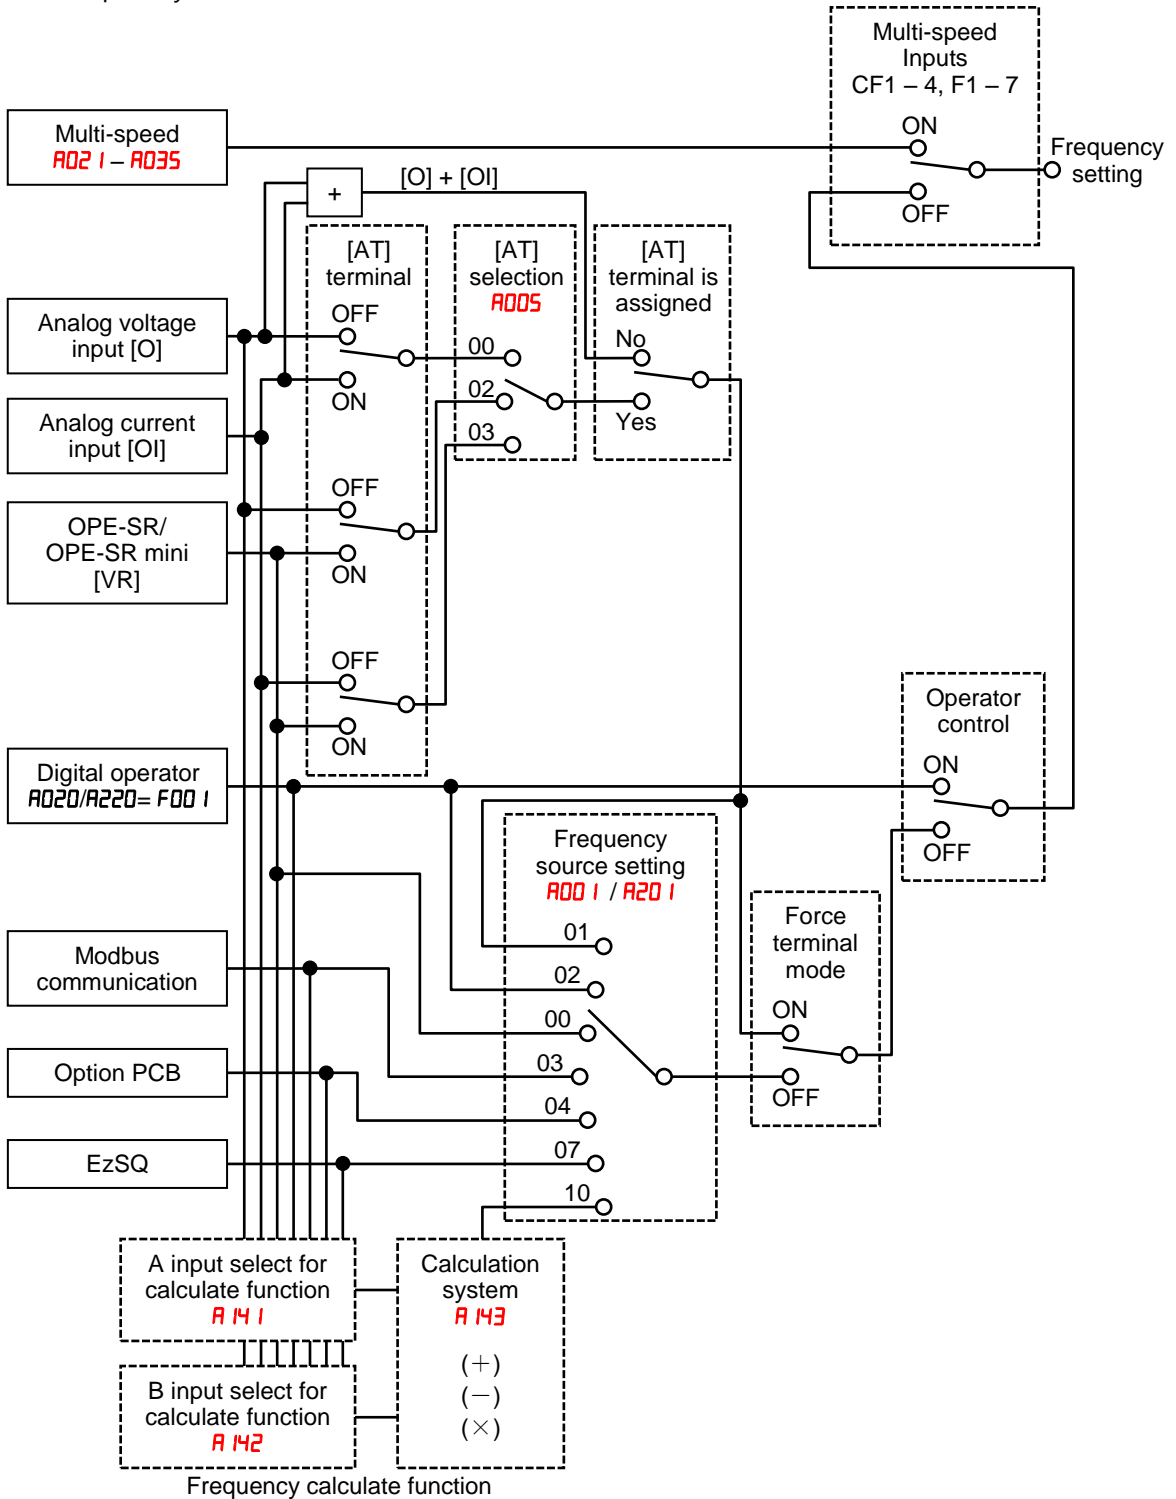 Multi-speed
Inputs
CF1 – 4, F1 – 7
ON
OFF
Frequency
setting
Multi-speed
A021 – A035
+
[O] + [OI]
[AT]
terminal
OFF
ON
OFF
ON
OFF
ON
[AT]
selection
A005
00
02
03
[AT]
terminal is
assigned
No
Yes
Analog voltage
input [O]
Analog current
input [OI]
OPE-SR/
OPE-SR mini
[VR]
Digital operator
A020/A220= F001
Operator
control
ON
OFF
Frequency
source setting
A001 / A201
01
02
00
03
04
07
10
Force
terminal
mode
ON
OFF
Modbus
communication
Option PCB
EzSQ
A input select for
calculate function
A141
B input select for
calculate function
A142
Calculation
system
A143
(+)
(−)
(×)
Frequency calculate function